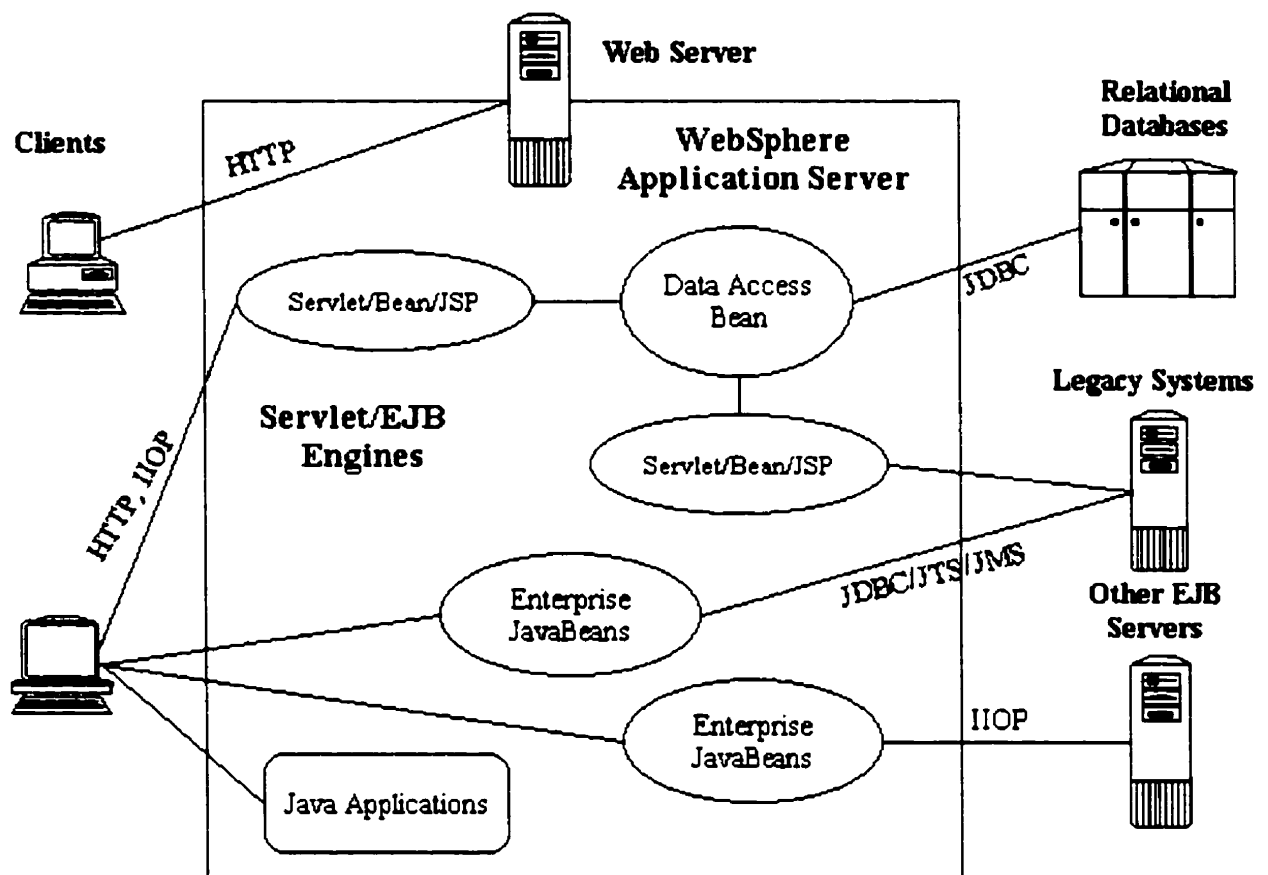 Web Server
Relational
Databases
Clients
HTTP
WebSphere
Application Server
Servlet/Bean/JSP
Data Access
Bean
JDBC
Legacy Systems
Servlet/EJB
Engines
Servlet/Bean/JSP
HTTP, IIOP
JDBC/JTS/JMS
Enterprise
JavaBeans
Other EJB
Servers
Enterprise
JavaBeans
IIOP
Java Applications